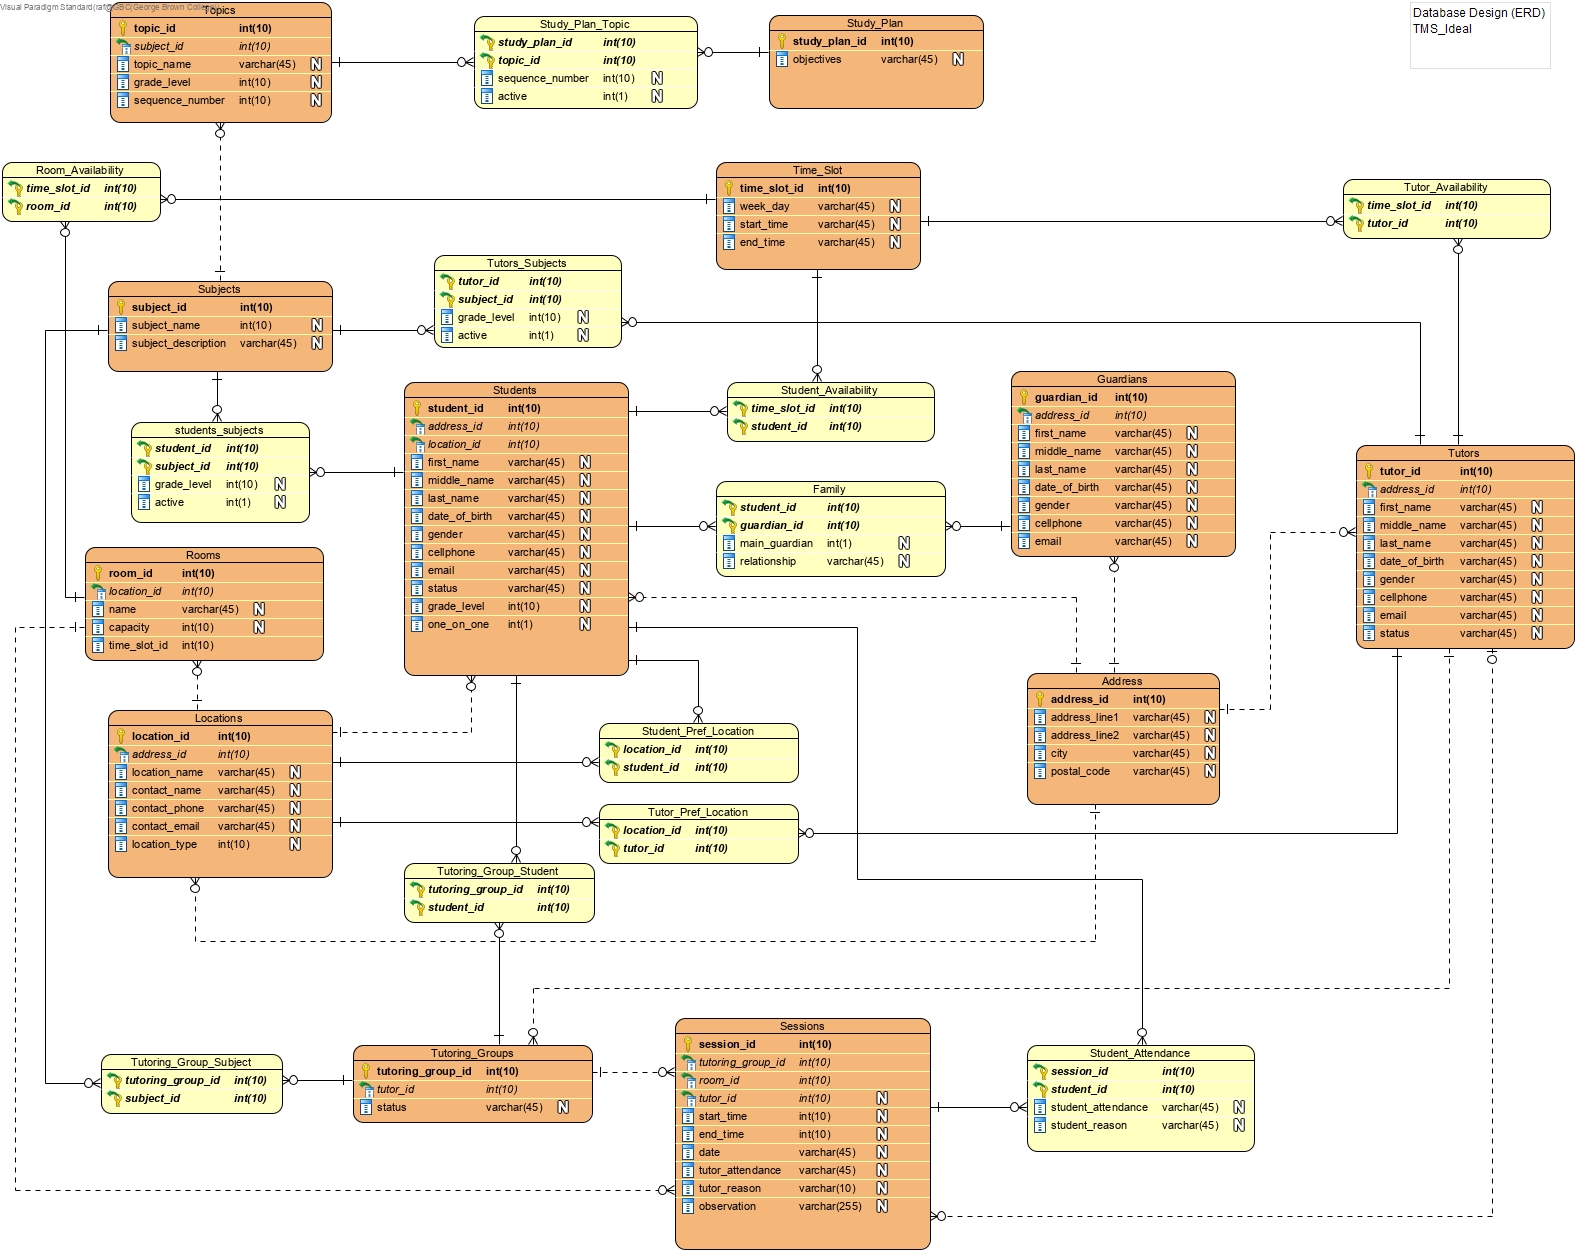 Visual Paradigm Standard(raf@GBC(George Brown College))
Database Design (ERD)
TMS_Ideal
Topics
topic_id int(10)
subject_id int(10)
topic_name varchar(45) N
grade_level int(10) N
sequence_number int(10) N
Study_Plan_Topic
study_plan_id int(10)
topic_id int(10)
sequence_number int(10) N
active int(1) N
Study_Plan
study_plan_id int(10)
objectives varchar(45) N
Room_Availability
time_slot_id int(10)
room_id int(10)
Time_Slot
time_slot_id int(10)
week_day varchar(45) N
start_time varchar(45) N
end_time varchar(45) N
Tutor_Availability
time_slot_id int(10)
tutor_id int(10)
Subjects
subject_id int(10)
subject_name int(10) N
subject_description varchar(45) N
Tutors_Subjects
tutor_id int(10)
subject_id int(10)
grade_level int(10) N
active int(1) N
students_subjects
student_id int(10)
subject_id int(10)
grade_level int(10) N
active int(1) N
Students
student_id int(10)
address_id int(10)
location_id int(10)
first_name varchar(45) N
middle_name varchar(45) N
last_name varchar(45) N
date_of_birth varchar(45) N
gender varchar(45) N
cellphone varchar(45) N
email varchar(45) N
status varchar(45) N
grade_level int(10) N
one_on_one int(1) N
Student_Availability
time_slot_id int(10)
student_id int(10)
Guardians
guardian_id int(10)
address_id int(10)
first_name varchar(45) N
middle_name varchar(45) N
last_name varchar(45) N
date_of_birth varchar(45) N
gender varchar(45) N
cellphone varchar(45) N
email varchar(45) N
Family
student_id int(10)
guardian_id int(10)
main_guardian int(1) N
relationship varchar(45) N
Tutors
tutor_id int(10)
address_id int(10)
first_name varchar(45) N
middle_name varchar(45) N
last_name varchar(45) N
date_of_birth varchar(45) N
gender varchar(45) N
cellphone varchar(45) N
email varchar(45) N
status varchar(45) N
Rooms
room_id int(10)
location_id int(10)
name varchar(45) N
capacity int(10) N
time_slot_id int(10)
Locations
location_id int(10)
address_id int(10)
location_name varchar(45) N
contact_name varchar(45) N
contact_phone varchar(45) N
contact_email varchar(45) N
location_type int(10) N
Student_Pref_Location
location_id int(10)
student_id int(10)
Tutor_Pref_Location
location_id int(10)
tutor_id int(10)
Address
address_id int(10)
address_line1 varchar(45) N
address_line2 varchar(45) N
city varchar(45) N
postal_code varchar(45) N
Tutoring_Group_Student
tutoring_group_id int(10)
student_id int(10)
Tutoring_Group_Subject
tutoring_group_id int(10)
subject_id int(10)
Tutoring_Groups
tutoring_group_id int(10)
tutor_id int(10)
status varchar(45) N
Sessions
session_id int(10)
tutoring_group_id int(10)
room_id int(10)
tutor_id int(10) N
start_time int(10) N
end_time int(10) N
date varchar(45) N
tutor_attendance varchar(45) N
tutor_reason varchar(10) N
observation varchar(255) N
Student_Attendance
session_id int(10)
student_id int(10)
student_attendance varchar(45) N
student_reason varchar(45) N